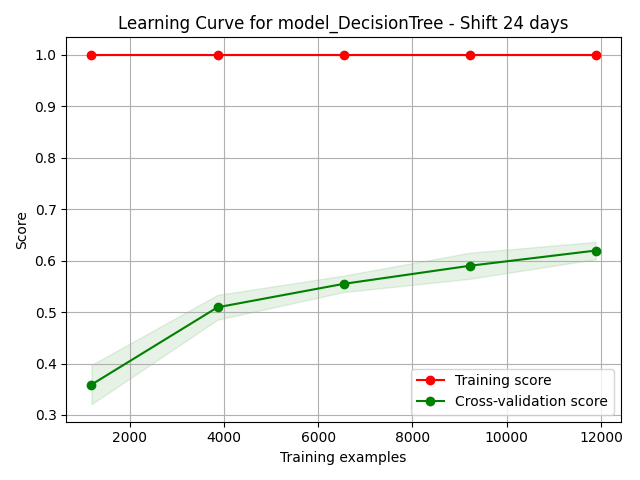 Learning Curve for model_DecisionTree - Shift 24 days
1.0
0.9
0.8
0.7
0.6
0.5
0.4
0.3
Score
2000 4000 6000 8000 10000 12000
Training examples
Training score
Cross-validation score